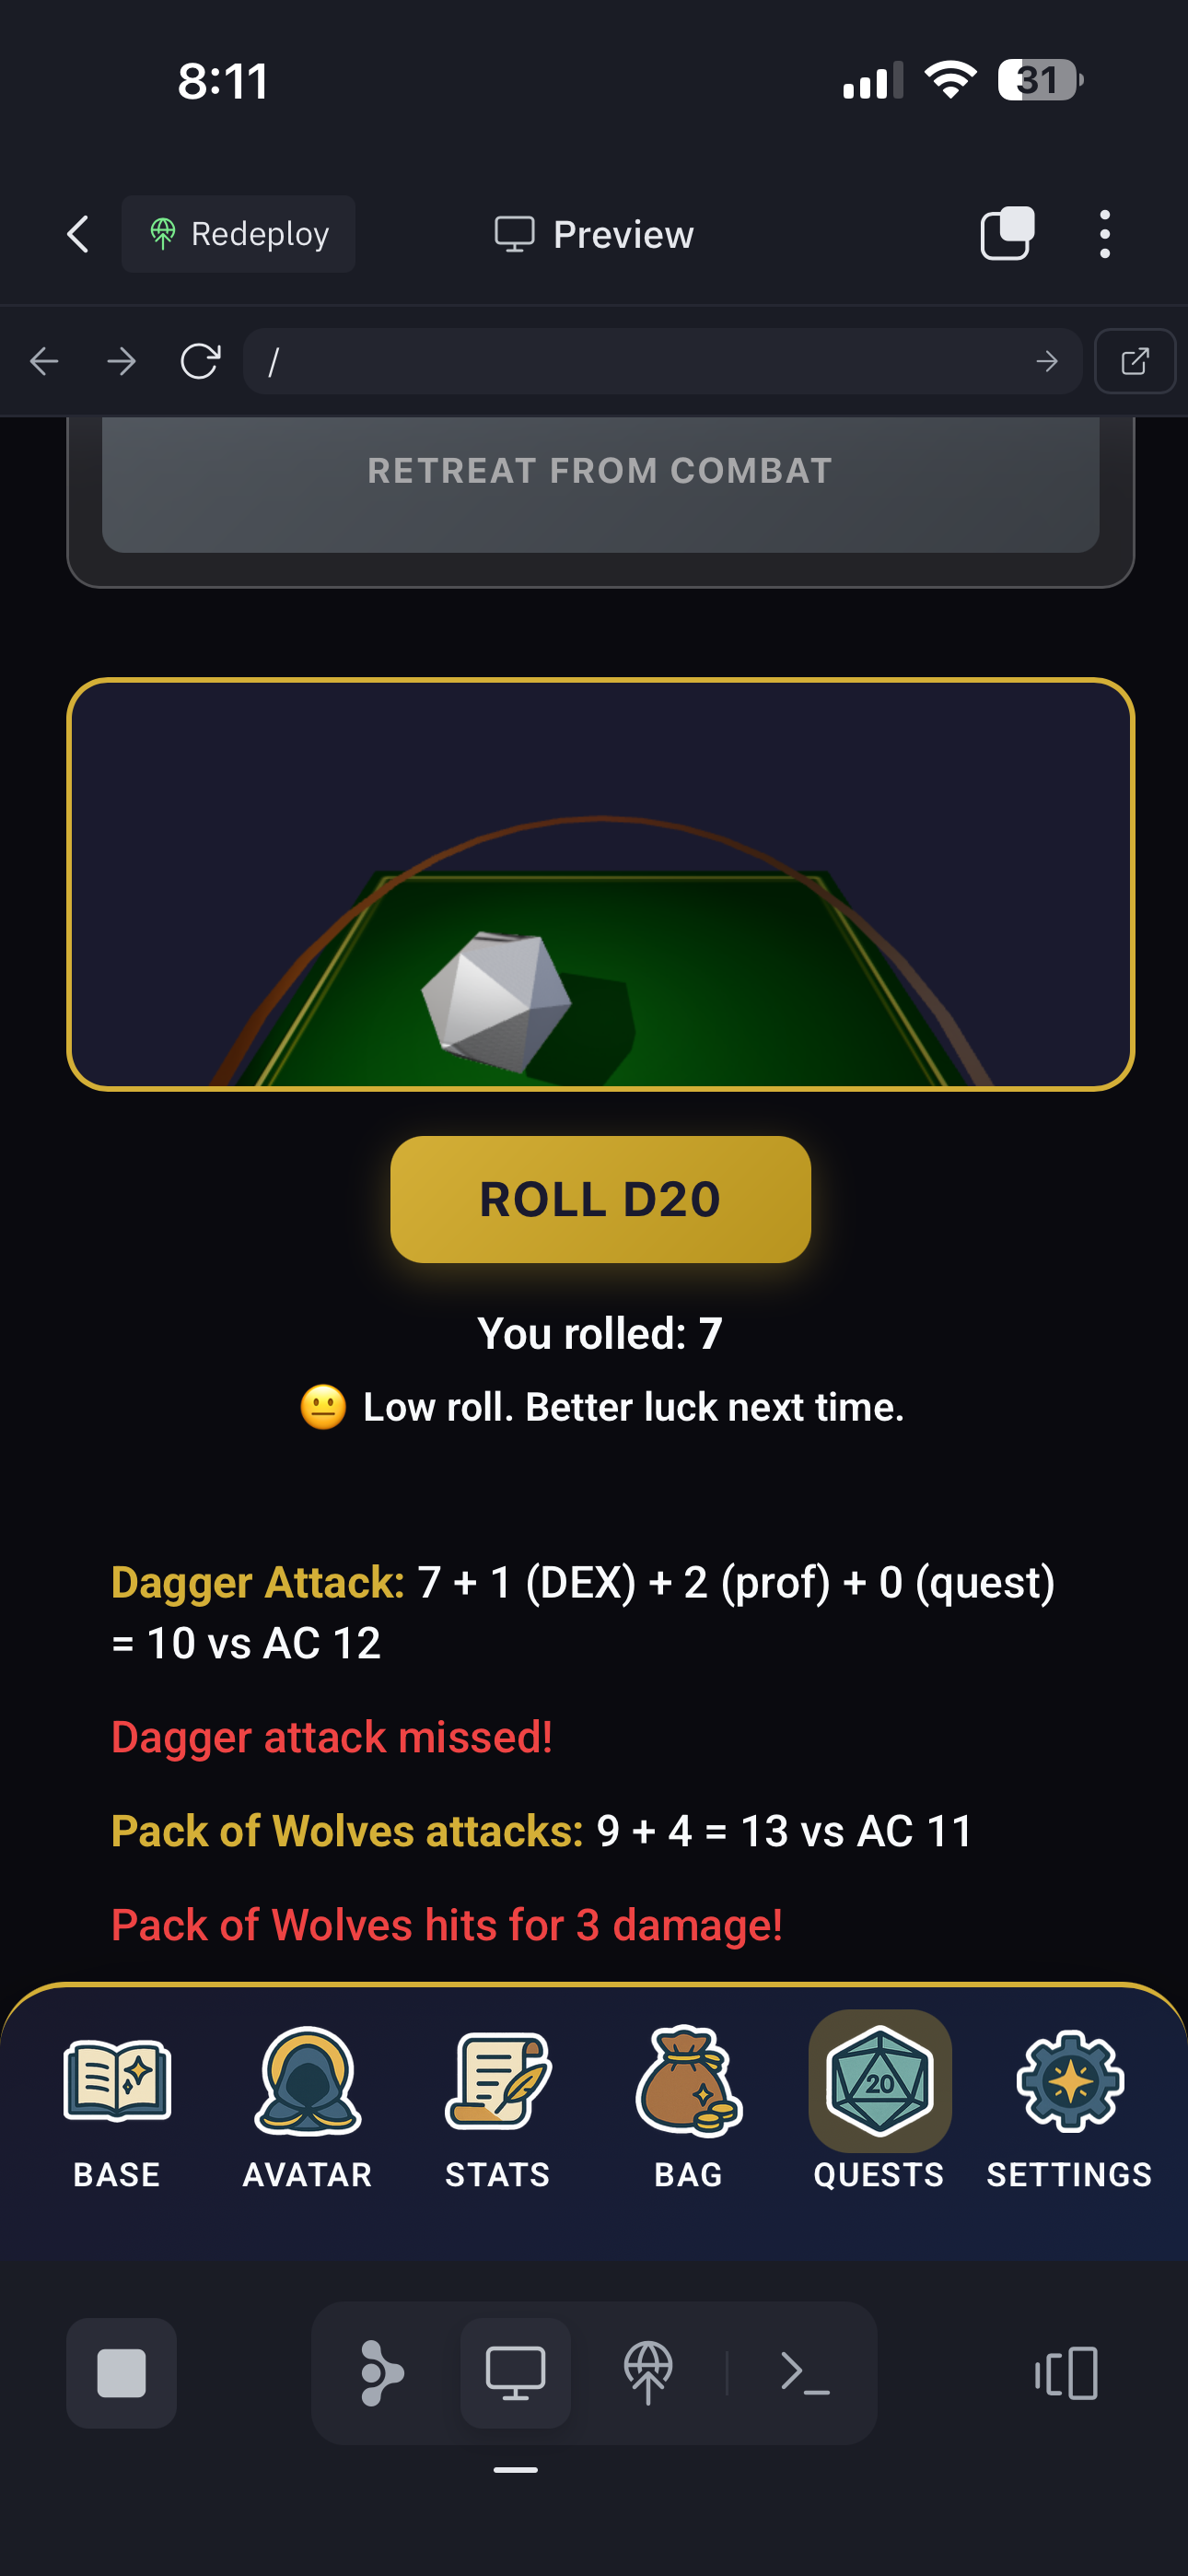 8:11
31
Redeploy
Preview
/
RETREAT FROM COMBAT
ROLL D20
You rolled: 7
😐 Low roll. Better luck next time.
Dagger Attack: 7 + 1 (DEX) + 2 (prof) + 0 (quest)
= 10 vs AC 12
Dagger attack missed!
Pack of Wolves attacks: 9 + 4 = 13 vs AC 11
Pack of Wolves hits for 3 damage!
20
BASE
AVATAR
STATS
BAG
QUESTS
SETTINGS